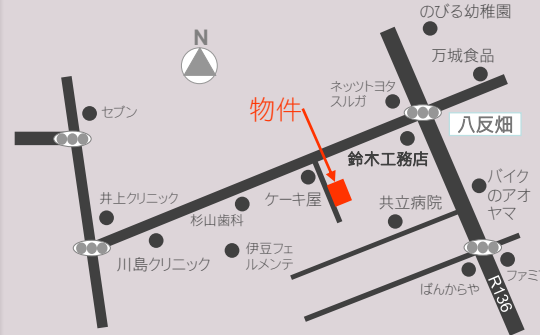 のびる幼稚園
N
万城食品
ネッツトヨタ
スルガ
物件
セブン
八反畑
鈴木工務店
バイク
のアオ
ヤマ
井上クリニック
ケーキ屋
共立病院
杉山歯科
伊豆フェ
ルメンテ
川島クリニック
ファミ
ばんからや
R136